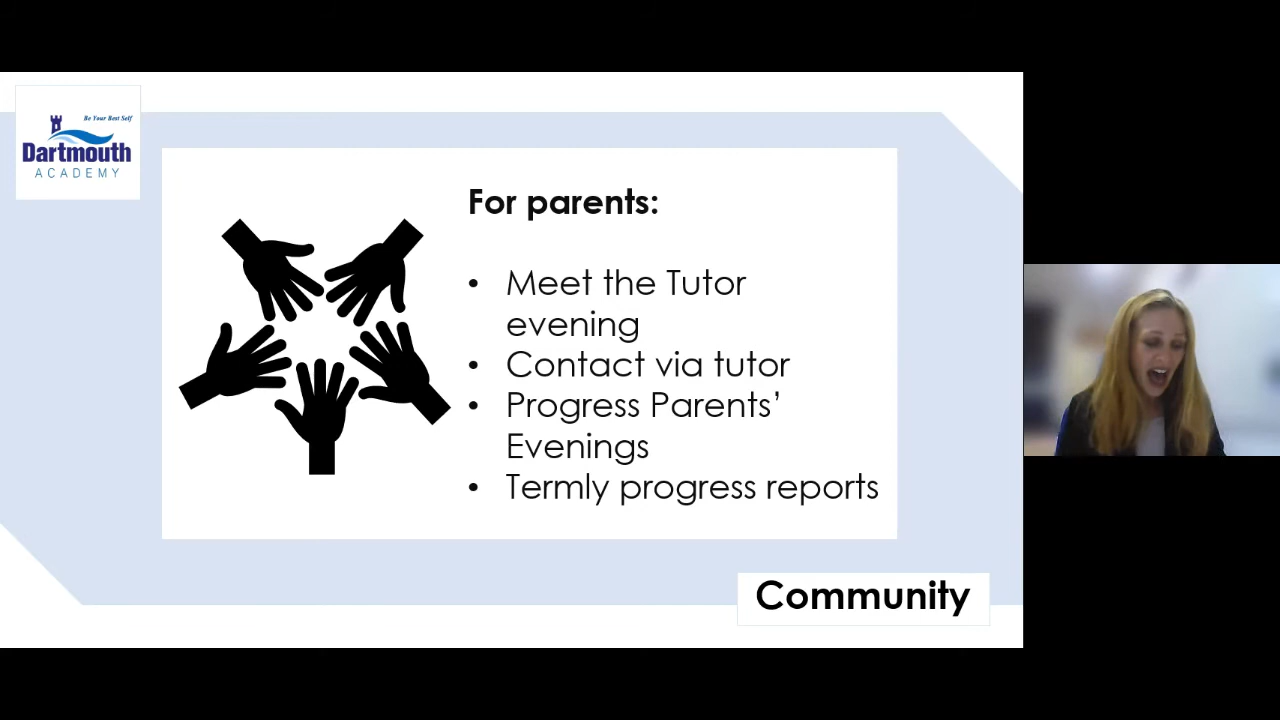 Be Your Best Self
Dartmouth
ACADEMY
For parents:
• Meet the Tutor
evening
• Contact via tutor
• Progress Parents’
Evenings
• Termly progress reports
Community